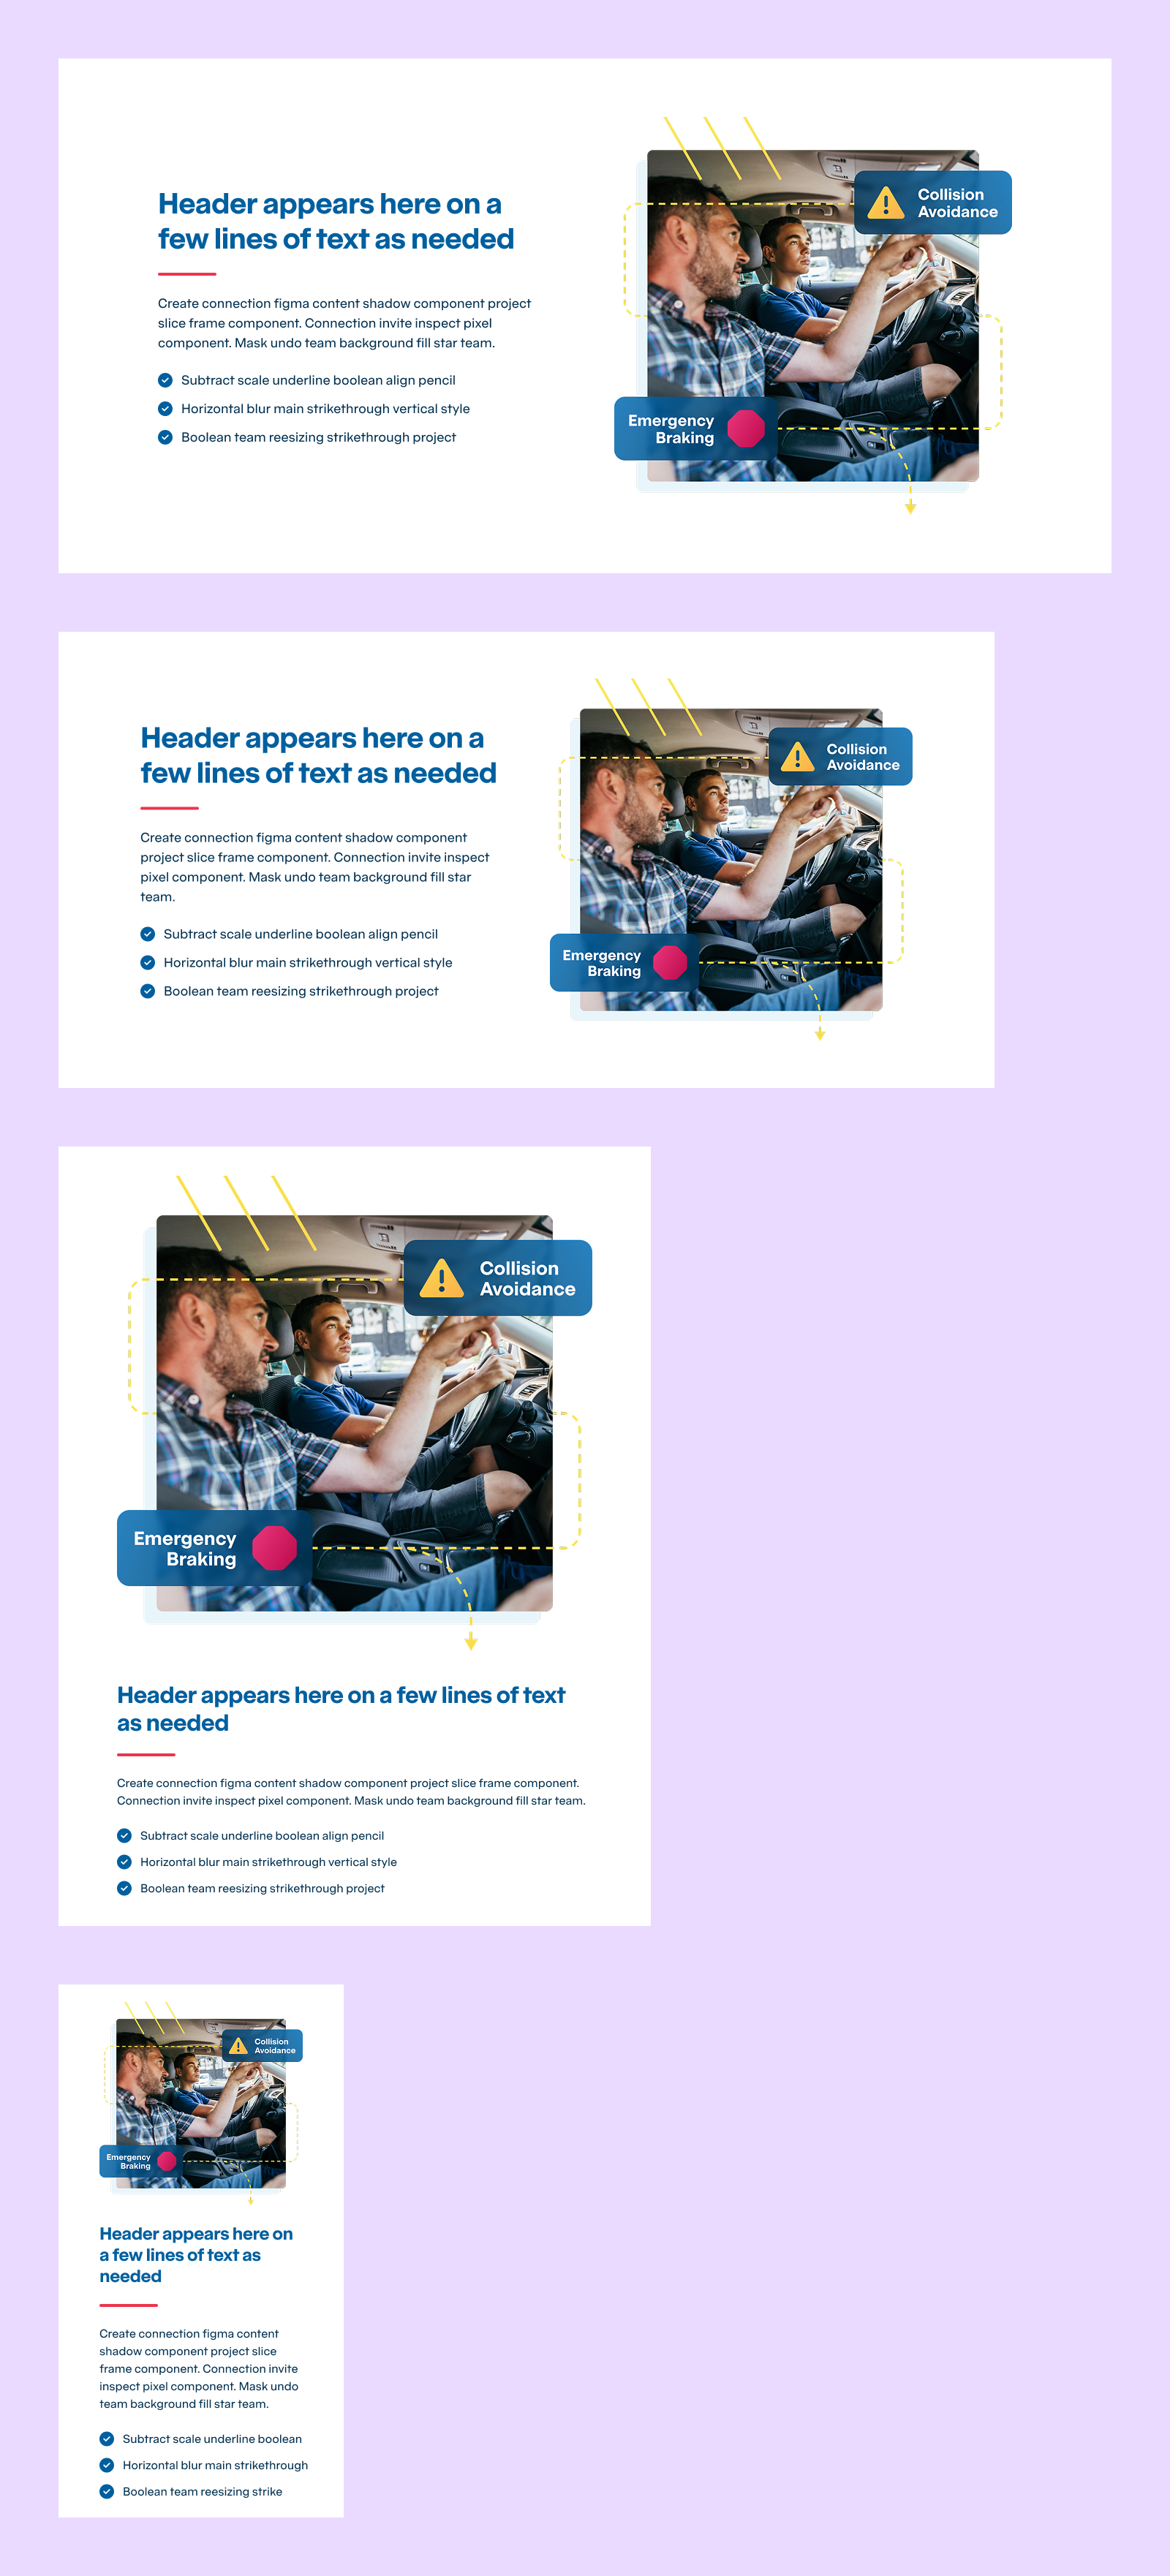 Header appears here on a
few lines of text as needed
Create connection figma content shadow component project
slice frame component. Connection invite inspect pixel
component. Mask undo team background fill star team.
Subtract scale underline boolean align pencil
Horizontal blur main strikethrough vertical style
Boolean team reesizing strikethrough project
Collision
Avoidance
Emergency
Braking
Header appears here on a
few lines of text as needed
Create connection figma content shadow component
project slice frame component. Connection invite inspect
pixel component. Mask undo team background fill star
team.
Subtract scale underline boolean align pencil
Horizontal blur main strikethrough vertical style
Boolean team reesizing strikethrough project
Collision
Avoidance
Emergency
Braking
Collision
Avoidance
Emergency
Braking
Header appears here on a few lines of text
as needed
Create connection figma content shadow component project slice frame component.
Connection invite inspect pixel component. Mask undo team background fill star team.
Subtract scale underline boolean align pencil
Horizontal blur main strikethrough vertical style
Boolean team reesizing strikethrough project
Collision
Avoidance
Emergency
Braking
Header appears here on
a few lines of text as
needed
Create connection figma content
shadow component project slice
frame component. Connection invite
inspect pixel component. Mask undo
team background fill star team.
Subtract scale underline boolean
Horizontal blur main strikethrough
Boolean team reesizing strike